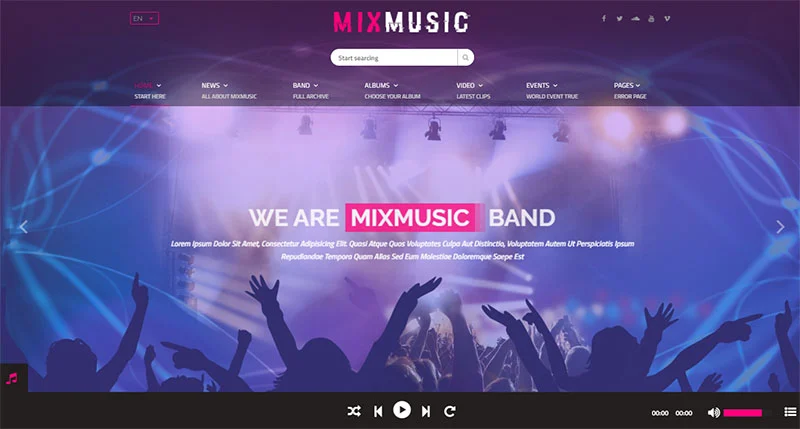 EN
MIXMUSIC
Start searcing
HOME NEWS BAND ALBUMS VIDEO EVENTS PAGES
START HERE ALL ABOUT MIXMUSIC FULL ARCHIVE CHOOSE YOUR ALBUM LATEST CLIPS WORLD EVENT TRUE ERROR PAGE
WE ARE MIXMUSIC BAND
Lorem Ipsum Dolor Sit Amet, Consectetur Adipisicing Elit. Quasi Atque Quos Voluptates Culpa Aut Distinctio, Voluptatem Autem Ut Perspiciatis Ipsum
Repudiandae Tempora Quam Alias Sed Eum Molestiae Doloremque Saepe Est
00:00 00:00